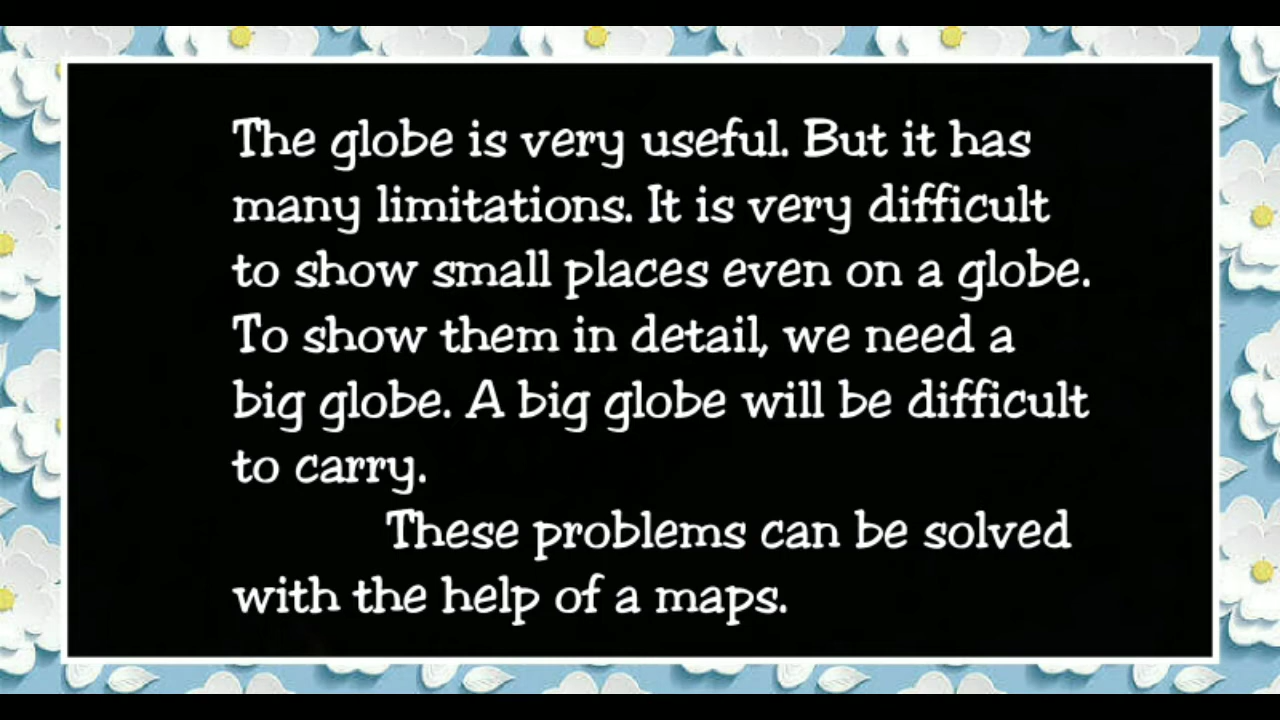 The globe is very useful. But it has
many limitations. It is very difficult
to show small places even on a globe.
To show them in detail, we need a
big globe. A big globe will be difficult
to carry.
These problems can be solved
with the help of a maps.